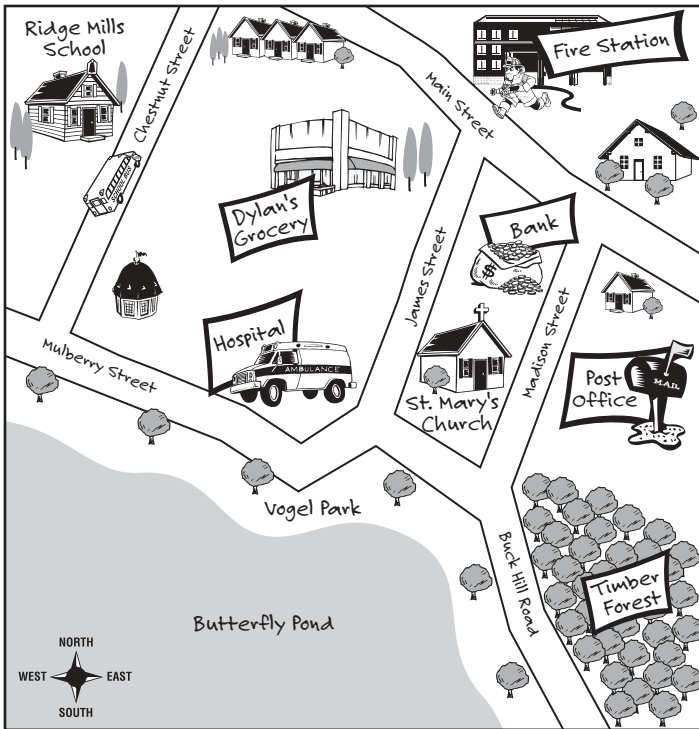 Ridge Mills
School
Chestnut Street
SCHOOL BUS
Main Street
Fire Station
Dylan's
Grocery
Bank
$
James Street
Madison Street
Hospital
AMBULANCE
Mulberry Street
St. Mary's
Church
Post
Office
MAIL
Vogel Park
Buck Hill Road
Timber
Forest
Butterfly Pond
NORTH
WEST
EAST
SOUTH